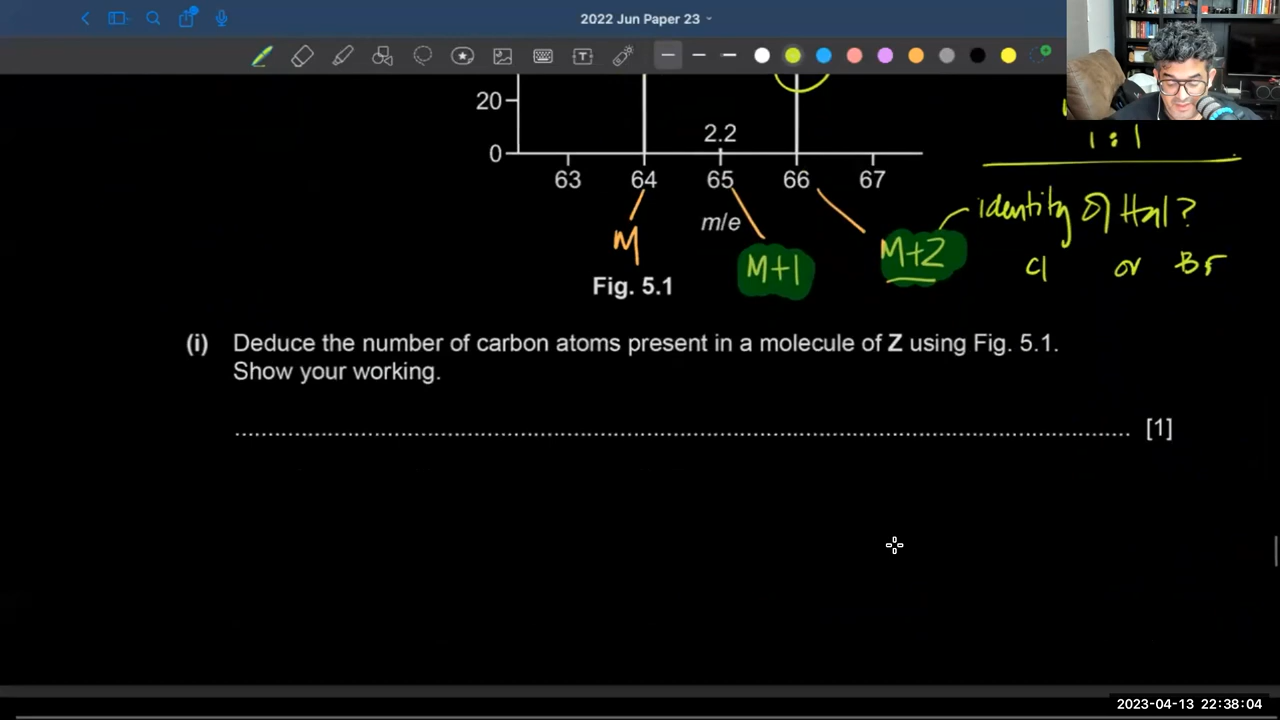 2022 Jun Paper 23
20
2.2
0
63 64 65 66 67
m/e
M
M+1
M+2
1 : 1
identity of Hal?
Cl or Br
Fig. 5.1
(i) Deduce the number of carbon atoms present in a molecule of Z using Fig. 5.1.
Show your working.
[1]
2023-04-13 22:38:04